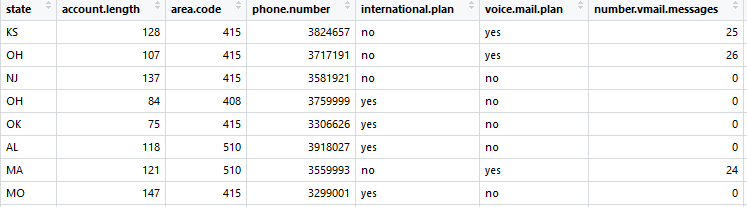 state account.length area.code phone.number international.plan voice.mail.plan number.vmail.messages
KS 128 415 3824657 no yes 25
OH 107 415 3717191 no yes 26
NJ 137 415 3581921 no no 0
OH 84 408 3759999 yes no 0
OK 75 415 3306626 yes no 0
AL 118 510 3918027 yes no 0
MA 121 510 3559993 no yes 24
MO 147 415 3299001 yes no 0